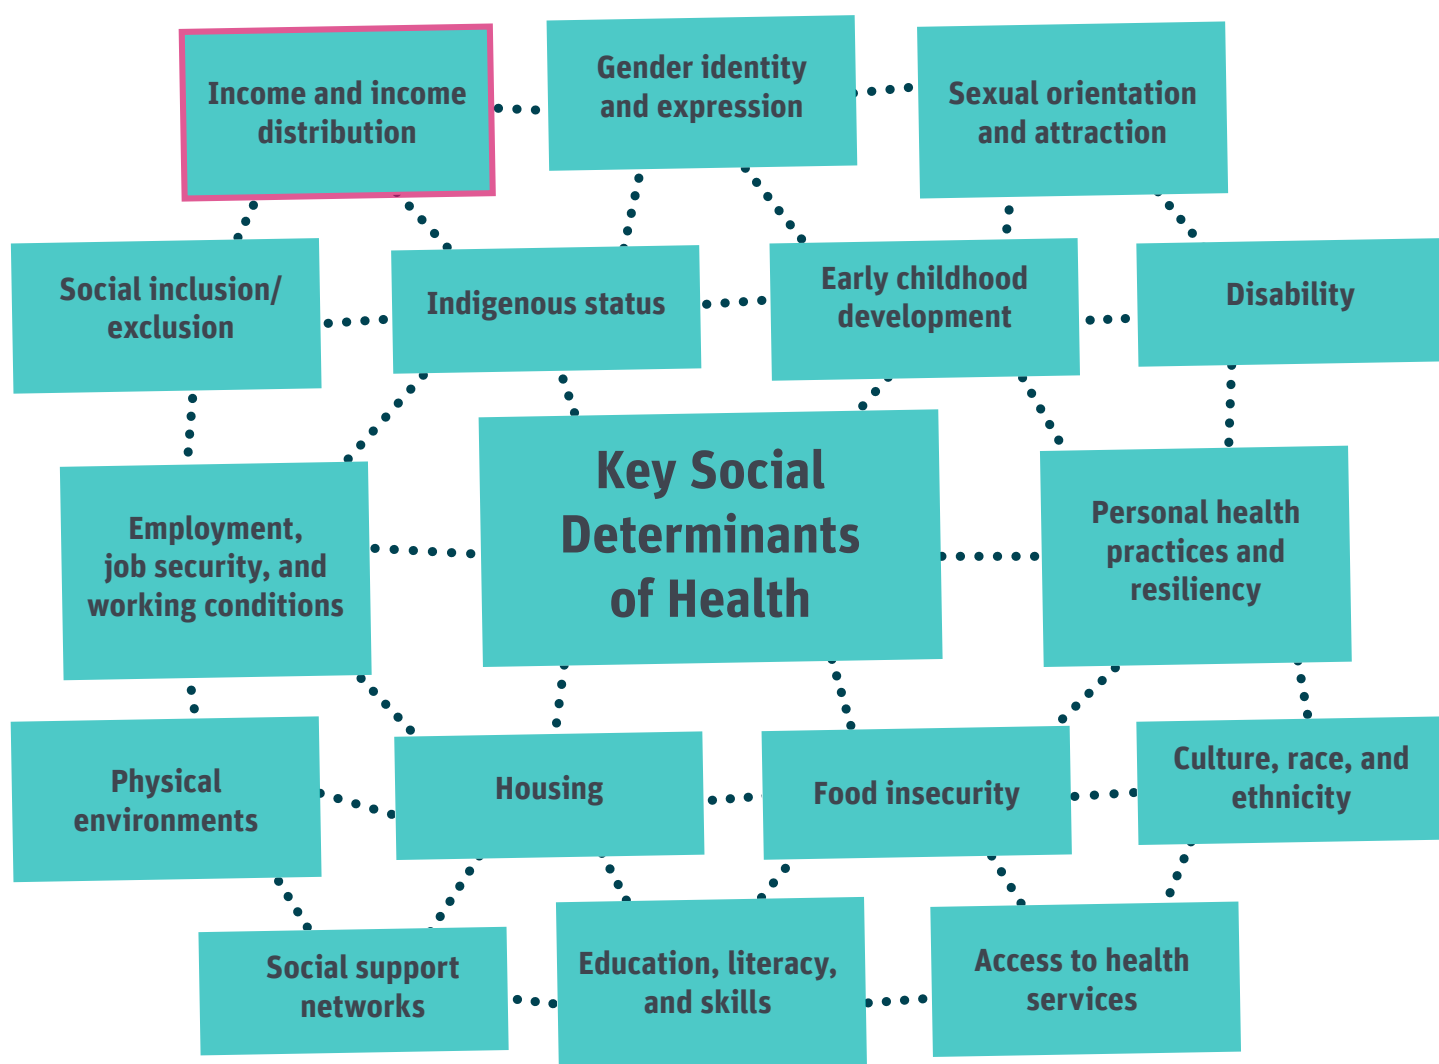 Income and income
distribution
Gender identity
and expression
Sexual orientation
and attraction
Social inclusion/
exclusion
Indigenous status
Early childhood
development
Disability
Key Social
Determinants
of Health
Employment,
job security, and
working conditions
Personal health
practices and
resiliency
Physical
environments
Housing
Food insecurity
Culture, race, and
ethnicity
Social support
networks
Education, literacy,
and skills
Access to health
services